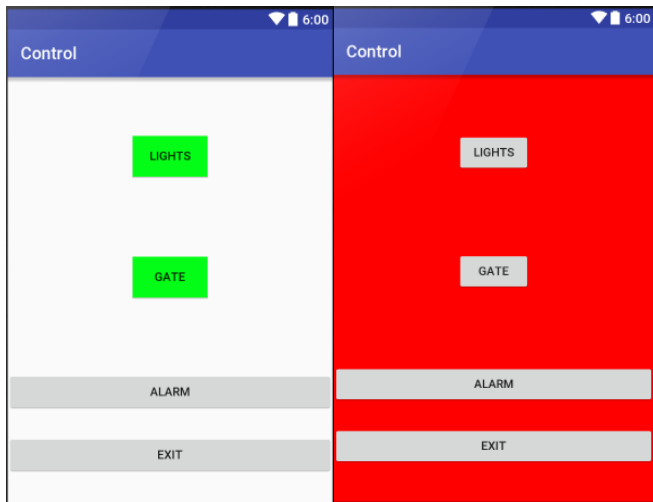 6:00
Control
LIGHTS
GATE
ALARM
EXIT
6:00
Control
LIGHTS
GATE
ALARM
EXIT